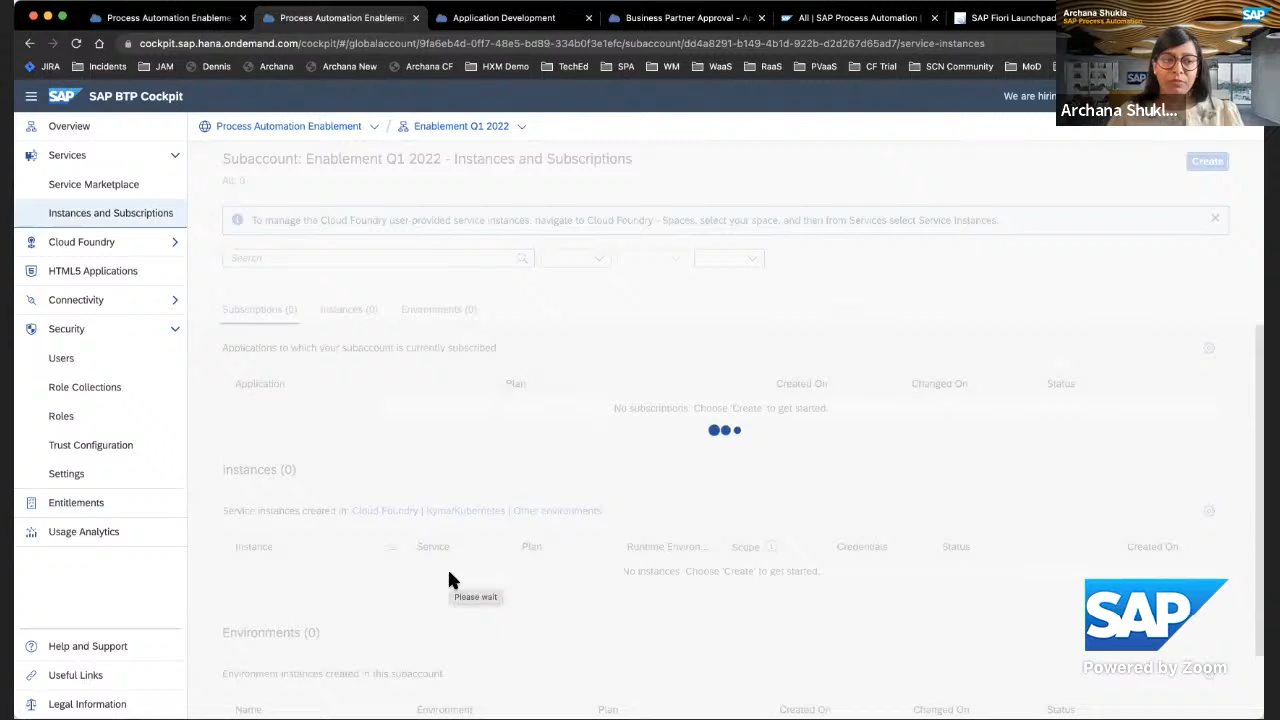 Process Automation Enableme
Process Automation Enableme
Application Development
Business Partner Approval - Ap
All | SAP Process Automation |
SAP Fiori Launchpad
cockpit.sap.hana.ondemand.com/cockpit/#/globalaccount/9fa6eb4d-0ff7-48e5-bd89-334b0f3e1efc/subaccount/dd4a8291-b149-4b1d-922b-d2d267d65ad7/service-instances
JIRA
Incidents
JAM
Dennis
Archana
Archana New
Archana CF
HXM Demo
TechEd
SPA
WM
WaaS
RaaS
PVaaS
CF Trial
SCN Community
MoD
Archana Shukla
SAP Process Automation
SAP
SAP
Archana Shukl...
SAP
SAP BTP Cockpit
We are hirin
Overview
Services
Service Marketplace
Instances and Subscriptions
Cloud Foundry
HTML5 Applications
Connectivity
Security
Users
Role Collections
Roles
Trust Configuration
Settings
Entitlements
Usage Analytics
Help and Support
Useful Links
Legal Information
Process Automation Enablement / Enablement Q1 2022
Subaccount: Enablement Q1 2022 - Instances and Subscriptions
Create
All: 0
To manage the Cloud Foundry user-provided service instances, navigate to Cloud Foundry - Spaces, select your space, and then from Services select Service Instances.
Search
Subscriptions (0) Instances (0) Environments (0)
Applications to which your subaccount is currently subscribed
Application Plan Created On Changed On Status
No subscriptions. Choose 'Create' to get started.
Instances (0)
Service instances created in: Cloud Foundry | Kyma/Kubernetes | Other environments
Instance Service Plan Runtime Environ... Scope Credentials Status Created On
No instances. Choose 'Create' to get started.
Please wait
Environments (0)
Environment instances created in this subaccount
Name Environment Plan Created On Changed On Status
SAP
Powered by Zoom